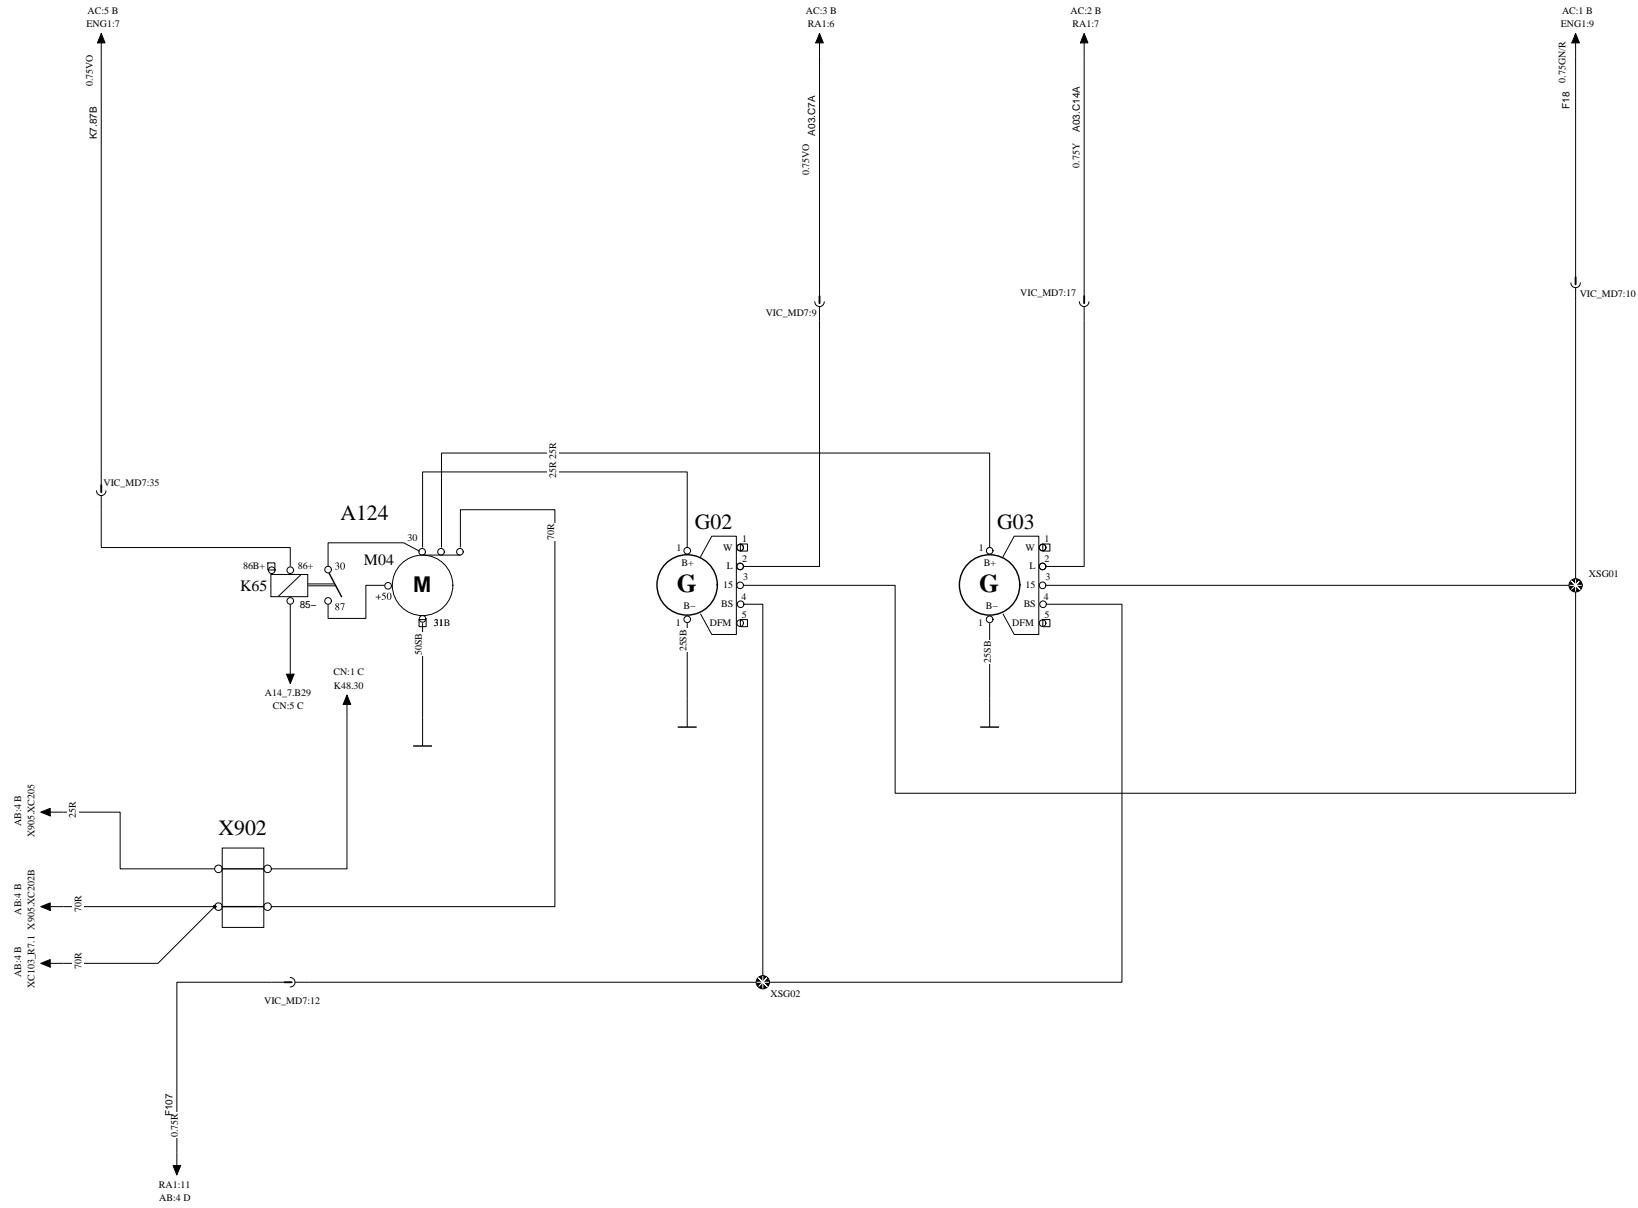 AC:5 B
ENG1:7
AC:3 B
RA1:6
AC:2 B
RA1:7
AC:1 B
ENG1:9
0.75VO
K7.87B
0.75VO A03.C7A
0.75Y A03.C14A
F18 0.75GN/R
VIC_MD7:9
VIC_MD7:17
VIC_MD7:10
VIC_MD7:35
25R 25R
A124
70R
G02
G03
30
M04
M
+50
31B
86B+
86+
30
K65
85–
87
1
B+
G
B–
1
W
1
L
2
15
3
BS
4
DFM
5
1
B+
G
B–
1
W
1
L
2
15
3
BS
4
DFM
5
XSG01
50SB
25SB
25SB
A14_7.B29
CN:5 C
CN:1 C
K48.30
AB:4 B
X905.XC205
25R
X902
AB:4 B
X905.XC202B
70R
AB:4 B
XC103_R7.1
70R
VIC_MD7:12
XSG02
F107
0.75R
RA1:11
AB:4 D